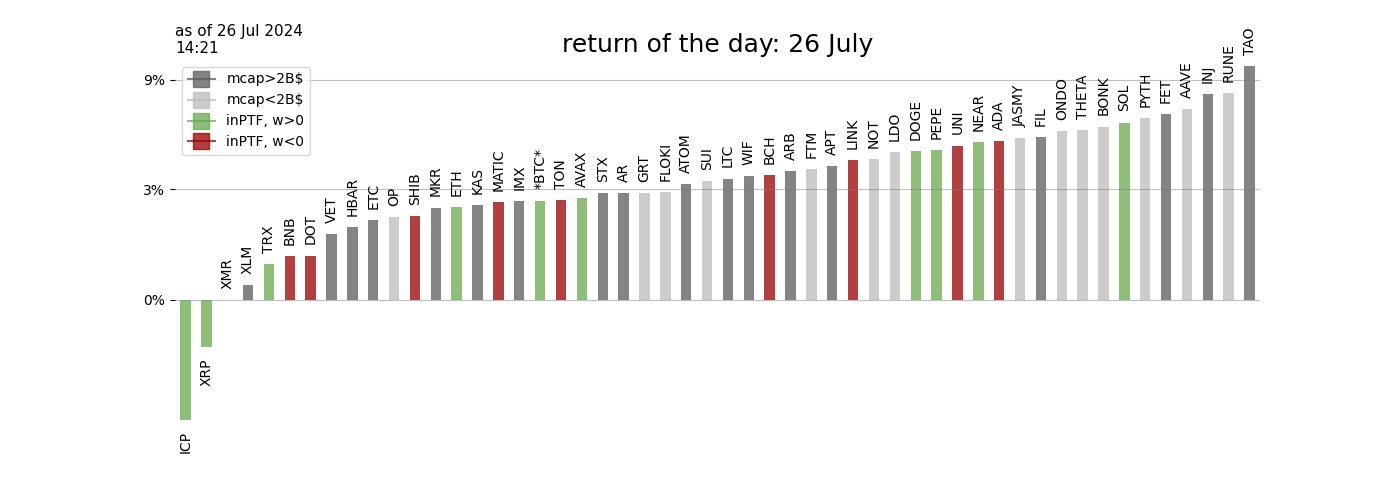 as of 26 Jul 2024
14:21
return of the day: 26 July
mcap>2B$
mcap<2B$
inPTF, w>0
inPTF, w<0
9%
3%
0%
ICP
XRP
XMR
XLM
TRX
BNB
DOT
VET
HBAR
ETC
OP
SHIB
MKR
ETH
KAS
MATIC
IMX
*BTC*
TON
AVAX
STX
AR
GRT
FLOKI
ATOM
SUI
LTC
WIF
BCH
ARB
FTM
APT
LINK
NOT
LDO
DOGE
PEPE
UNI
NEAR
ADA
JASMY
FIL
ONDO
THETA
BONK
SOL
PYTH
FET
AAVE
INJ
RUNE
TAO